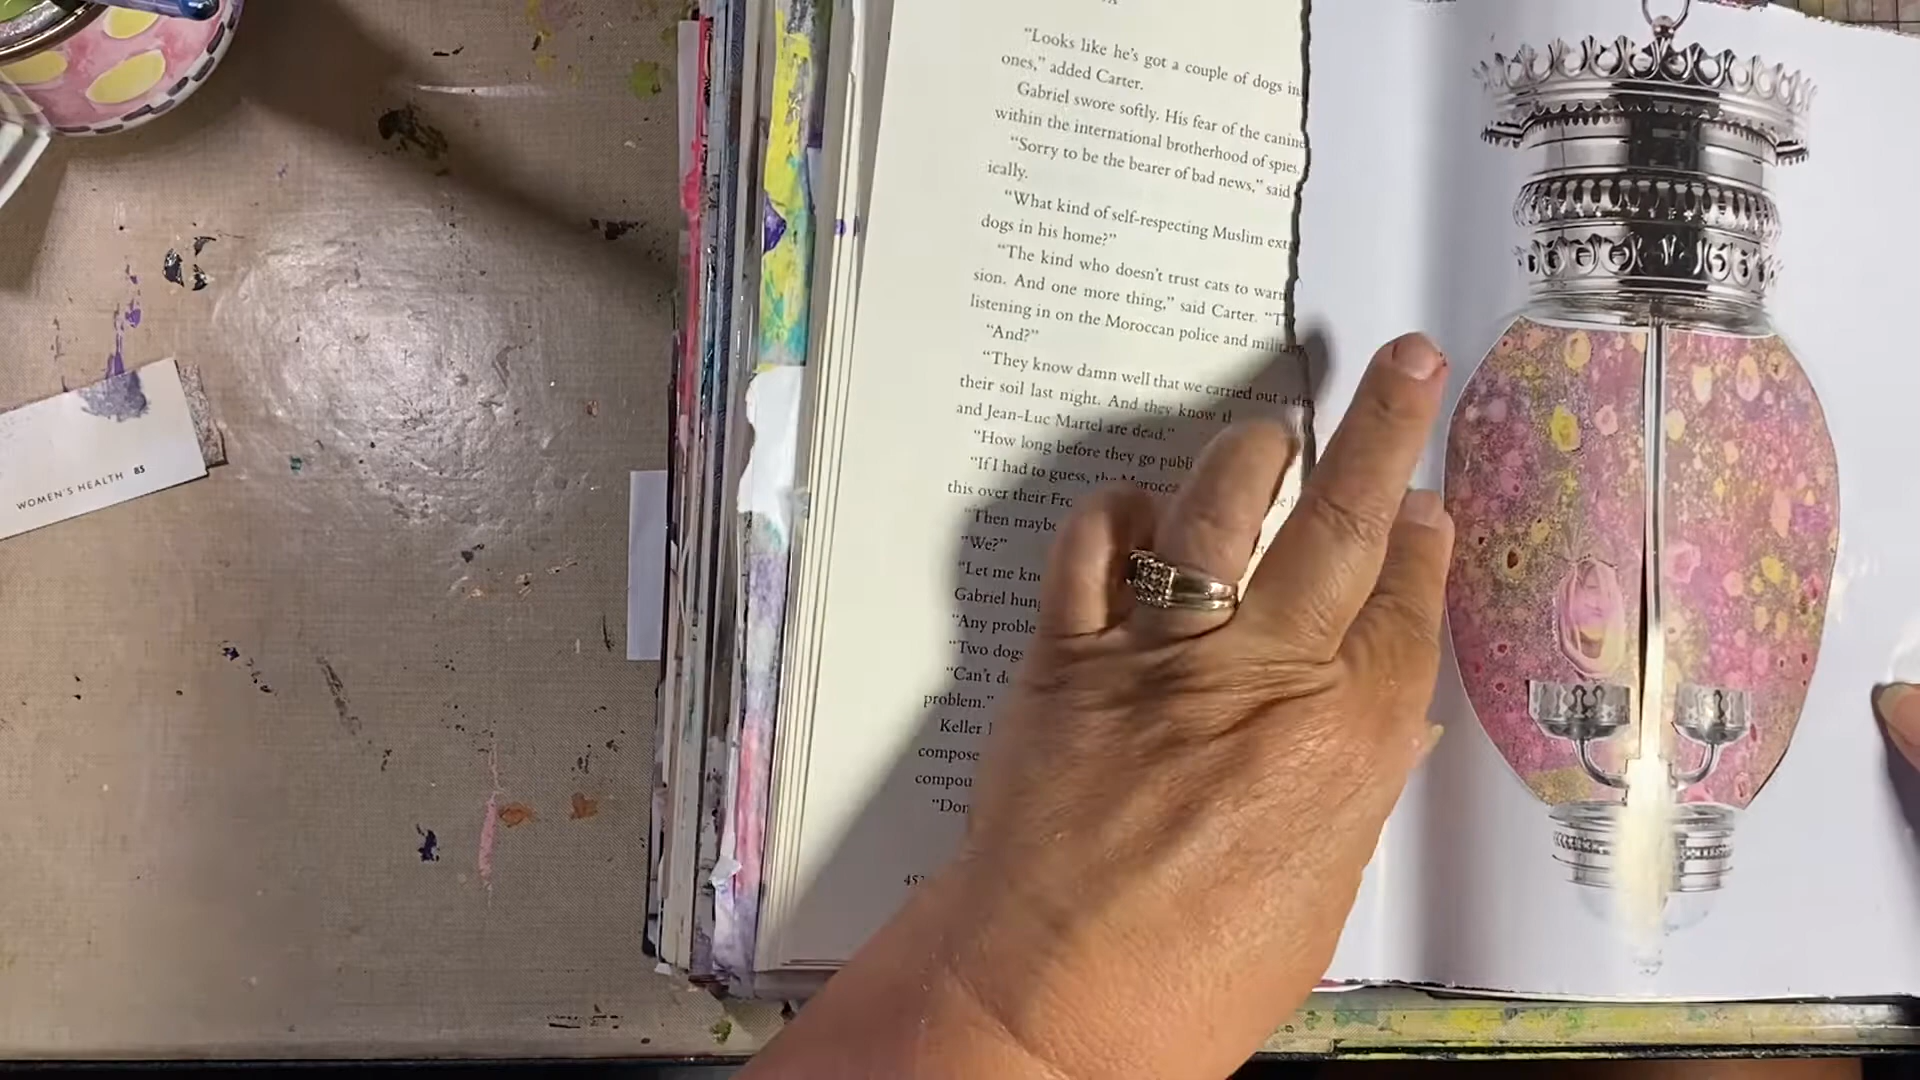 WOMEN'S HEALTH 85
“Looks like he’s got a couple of dogs in
ones,” added Carter.
Gabriel swore softly. His fear of the canine
within the international brotherhood of spies.
“Sorry to be the bearer of bad news,” said
ically.
“What kind of self-respecting Muslim ext
dogs in his home?”
“The kind who doesn’t trust cats to warn
sion. And one more thing,” said Carter. “T
listening in on the Moroccan police and military
“And?”
“They know damn well that we carried out a dr
their soil last night. And they know th
and Jean-Luc Martel are dead.”
“How long before they go publi
“If I had to guess, the Morocca
this over their Fr
“Then maybe
“We?”
“Let me kn
Gabriel hung
“Any proble
“Two dogs
“Can’t d
problem.”
Keller
compose
compou
“Don